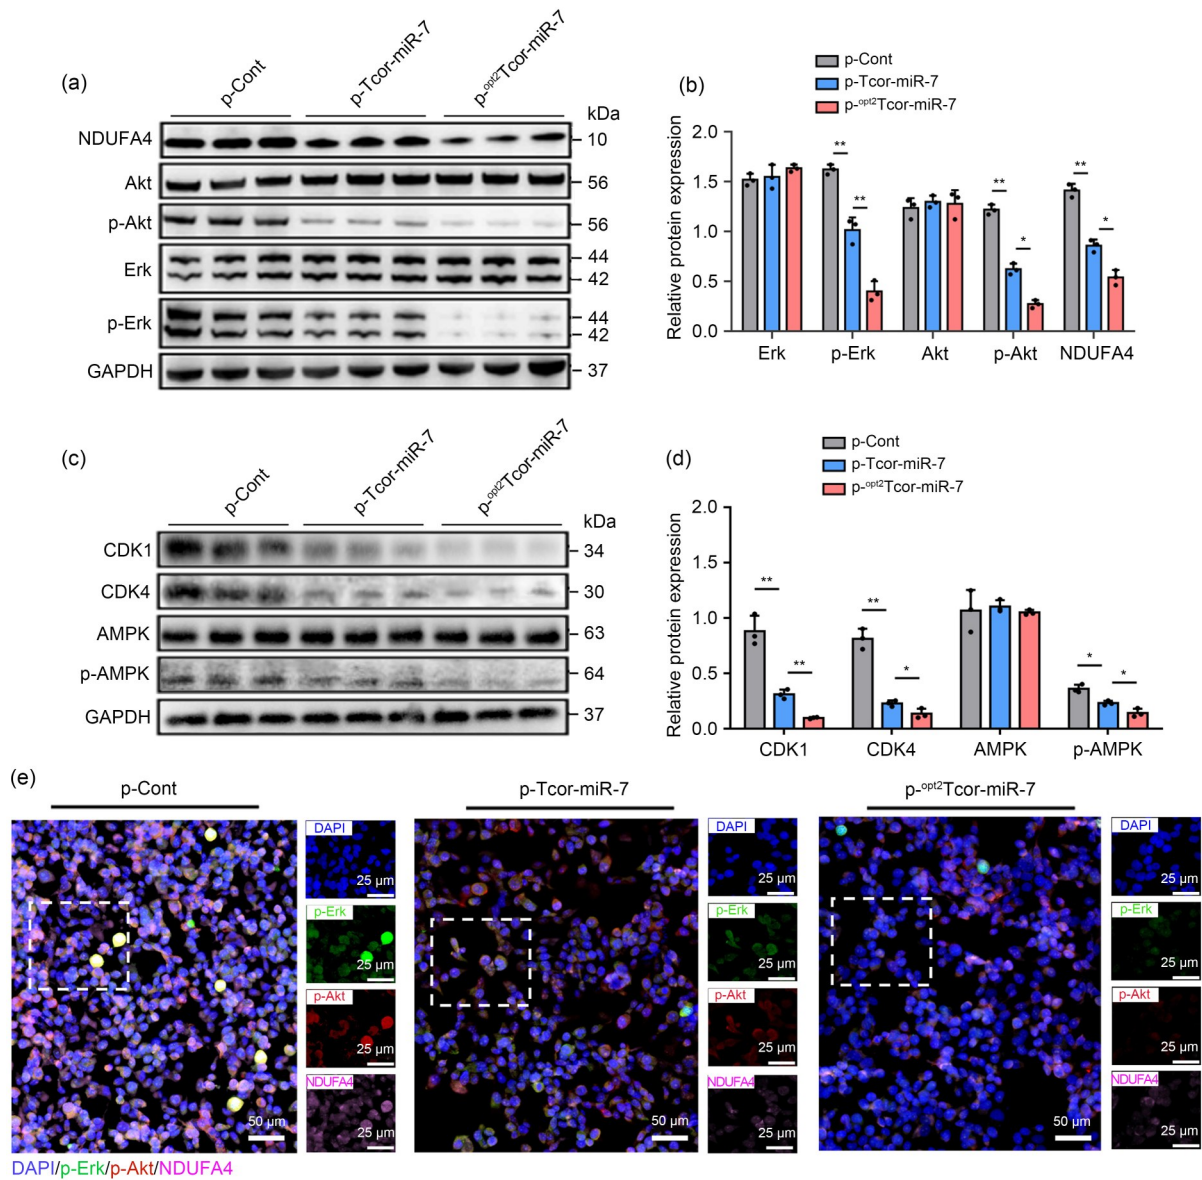 (a)
p-Cont
p-Tcor-miR-7
p-opt2Tcor-miR-7
kDa
NDUFA4
10
Akt
56
p-Akt
56
Erk
44
42
p-Erk
44
42
GAPDH
37
(b)
p-Cont
p-Tcor-miR-7
p-opt2Tcor-miR-7
Relative protein expression
2.0
1.5
1.0
0.5
0.0
** ** ** * ** *
Erk p-Erk Akt p-Akt NDUFA4
(c)
p-Cont
p-Tcor-miR-7
p-opt2Tcor-miR-7
kDa
CDK1
34
CDK4
30
AMPK
63
p-AMPK
64
GAPDH
37
(d)
p-Cont
p-Tcor-miR-7
p-opt2Tcor-miR-7
Relative protein expression
2.0
1.5
1.0
0.5
0.0
** ** ** * * *
CDK1 CDK4 AMPK p-AMPK
(e)
p-Cont
DAPI
25 µm
p-Erk
25 µm
p-Akt
25 µm
NDUFA4
25 µm
50 µm
p-Tcor-miR-7
DAPI
25 µm
p-Erk
25 µm
p-Akt
25 µm
NDUFA4
25 µm
50 µm
p-opt2Tcor-miR-7
DAPI
25 µm
p-Erk
25 µm
p-Akt
25 µm
NDUFA4
25 µm
50 µm
DAPI/p-Erk/p-Akt/NDUFA4